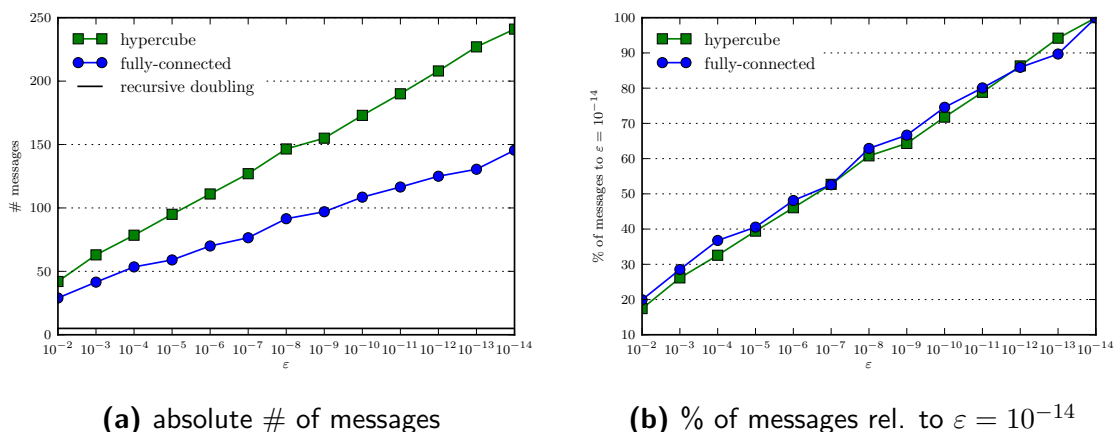 250
200
150
100
50
0
# messages
hypercube
fully-connected
recursive doubling
10⁻² 10⁻³ 10⁻⁴ 10⁻⁵ 10⁻⁶ 10⁻⁷ 10⁻⁸ 10⁻⁹ 10⁻¹⁰ 10⁻¹¹ 10⁻¹² 10⁻¹³ 10⁻¹⁴
ε
(a) absolute # of messages
100
90
80
70
60
50
40
30
20
10
% of messages to ε = 10⁻¹⁴
hypercube
fully-connected
10⁻² 10⁻³ 10⁻⁴ 10⁻⁵ 10⁻⁶ 10⁻⁷ 10⁻⁸ 10⁻⁹ 10⁻¹⁰ 10⁻¹¹ 10⁻¹² 10⁻¹³ 10⁻¹⁴
ε
(b) % of messages rel. to ε = 10⁻¹⁴